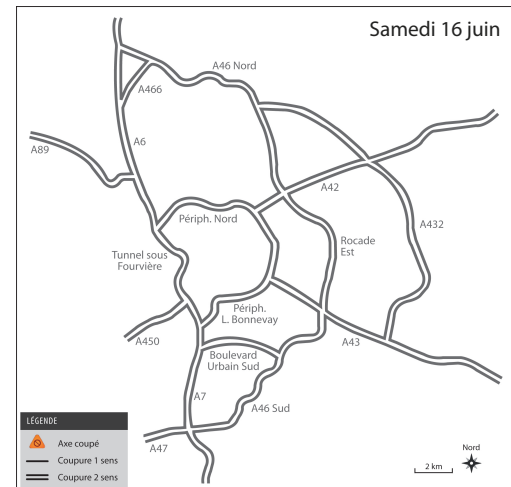 Samedi 16 juin
A46 Nord
A466
A6
A89
A42
Périph. Nord
A432
Rocade
Est
Tunnel sous
Fourvière
Périph.
L. Bonnevay
A450
A43
Boulevard
Urbain Sud
A7
A46 Sud
A47
LÉGENDE
Axe coupé
Coupure 1 sens
Coupure 2 sens
Nord
2 km